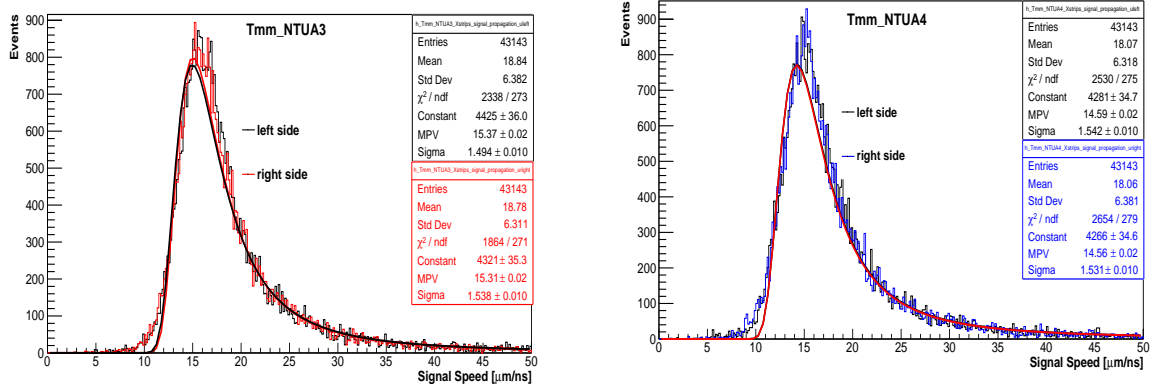 Events
Tmm_NTUA3
900
800
700
600
500
400
300
200
100
0
0 5 10 15 20 25 30 35 40 45 50
Signal Speed [μm/ns]
left side
right side
h_Tmm_NTUA3_Xstrips_signal_propagation_uleft
Entries 43143
Mean 18.84
Std Dev 6.382
χ² / ndf 2338 / 273
Constant 4425 ± 36.0
MPV 15.37 ± 0.02
Sigma 1.494 ± 0.010
h_Tmm_NTUA3_Xstrips_signal_propagation_uright
Entries 43143
Mean 18.78
Std Dev 6.311
χ² / ndf 1864 / 271
Constant 4321 ± 35.3
MPV 15.31 ± 0.02
Sigma 1.538 ± 0.010
Events
Tmm_NTUA4
900
800
700
600
500
400
300
200
100
0
0 5 10 15 20 25 30 35 40 45 50
Signal Speed [μm/ns]
left side
right side
h_Tmm_NTUA4_Xstrips_signal_propagation_uleft
Entries 43143
Mean 18.07
Std Dev 6.318
χ² / ndf 2530 / 275
Constant 4281 ± 34.7
MPV 14.59 ± 0.02
Sigma 1.542 ± 0.010
h_Tmm_NTUA4_Xstrips_signal_propagation_uright
Entries 43143
Mean 18.06
Std Dev 6.381
χ² / ndf 2654 / 279
Constant 4266 ± 34.6
MPV 14.56 ± 0.02
Sigma 1.531 ± 0.010